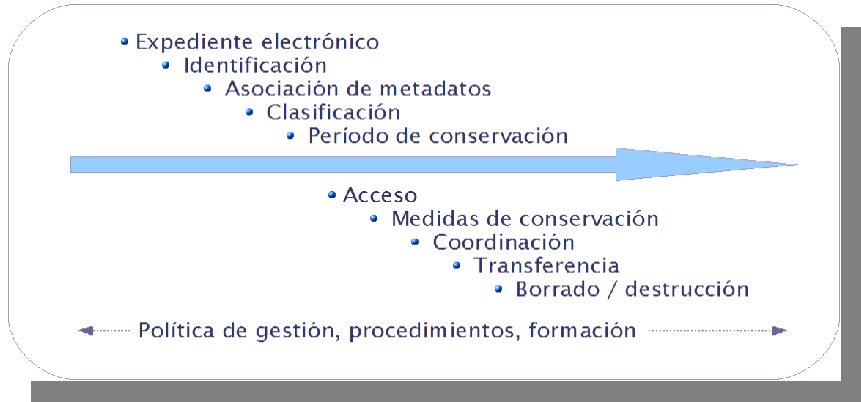 Expediente electrónico
Identificación
Asociación de metadatos
Clasificación
Período de conservación
Acceso
Medidas de conservación
Coordinación
Transferencia
Borrado / destrucción
Política de gestión, procedimientos, formación